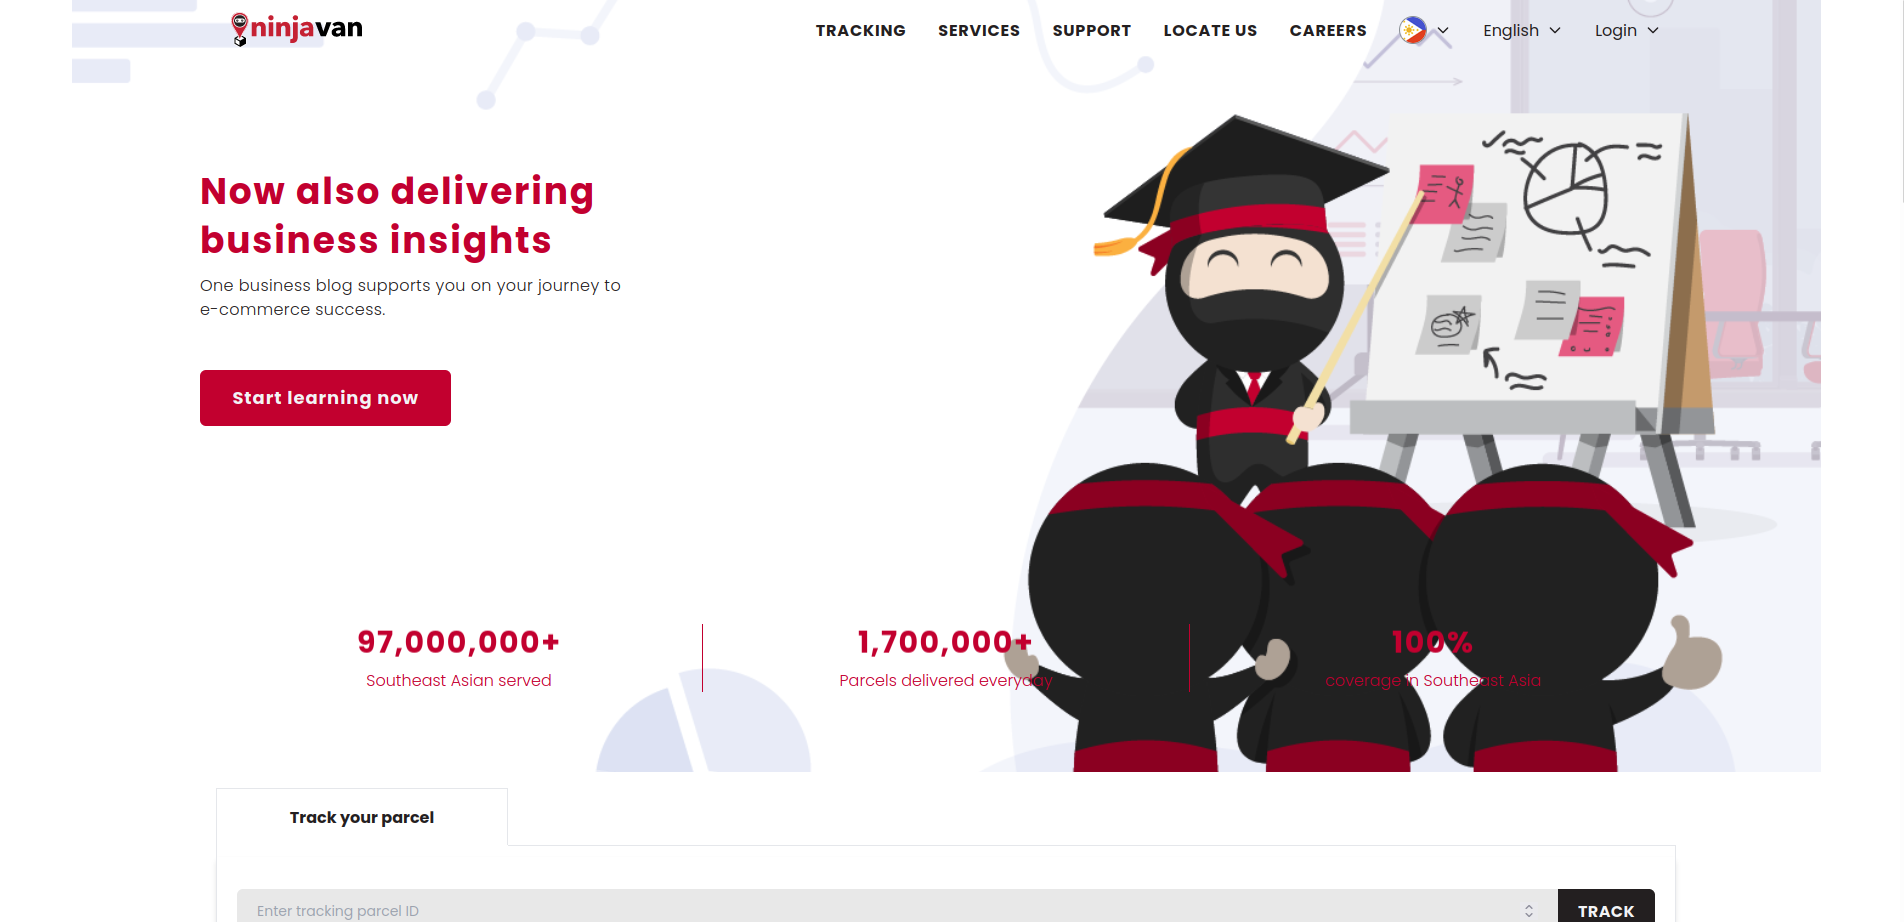 ninjavan
TRACKING SERVICES SUPPORT LOCATE US CAREERS English Login
Now also delivering
business insights
One business blog supports you on your journey to
e-commerce success.
Start learning now
97,000,000+ 1,700,000+ 100%
Southeast Asian served Parcels delivered everyday coverage in Southeast Asia
Track your parcel
Enter tracking parcel ID TRACK